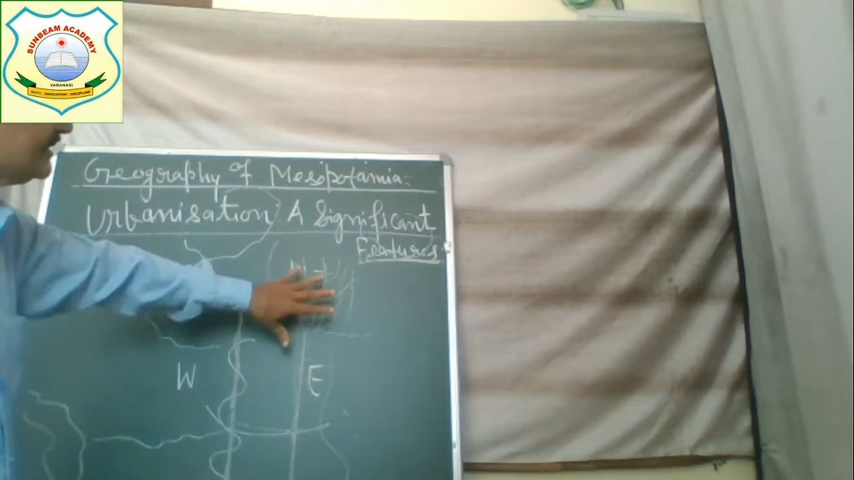 SUNBEAM ACADEMY
VARANASI
Geography of Mesopotamia:
Urbanisation A Significant
Features
W E